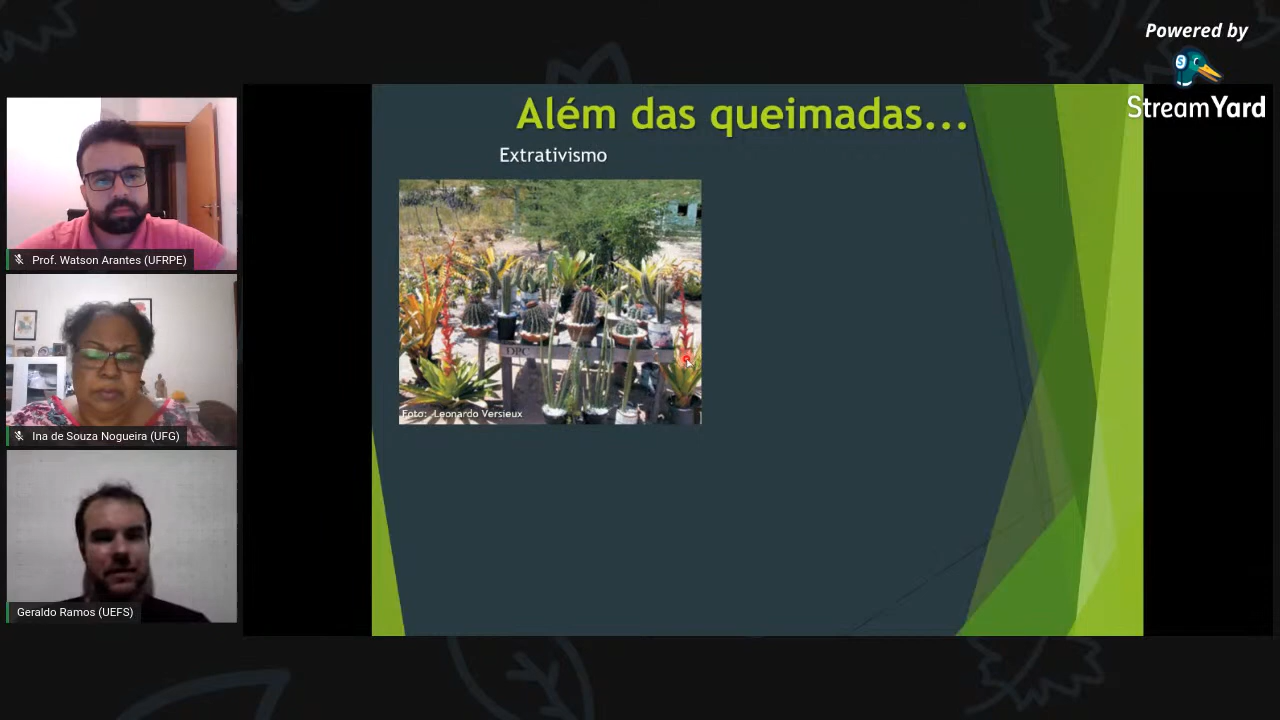 Powered by
StreamYard
Além das queimadas...
Extrativismo
DPC
Foto: Leonardo Versieux
Prof. Watson Arantes (UFRPE)
Ina de Souza Nogueira (UFG)
Geraldo Ramos (UEFS)